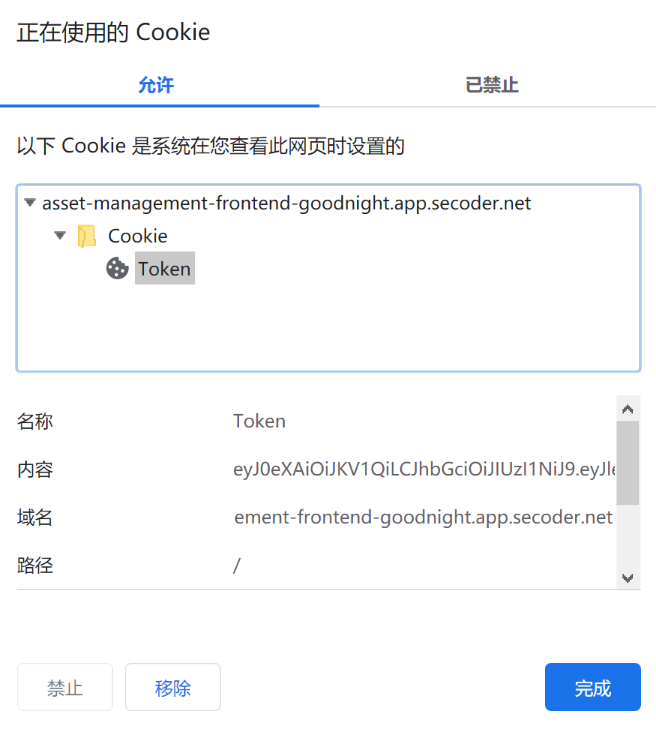 正在使用的 Cookie
允许
已禁止
以下 Cookie 是系统在您查看此网页时设置的
asset-management-frontend-goodnight.app.secoder.net
Cookie
Token
名称 Token
内容 eyJ0eXAiOiJKV1QiLCJhbGciOiJIUzI1NiJ9.eyJle
域名 ement-frontend-goodnight.app.secoder.net
路径 /
禁止
移除
完成